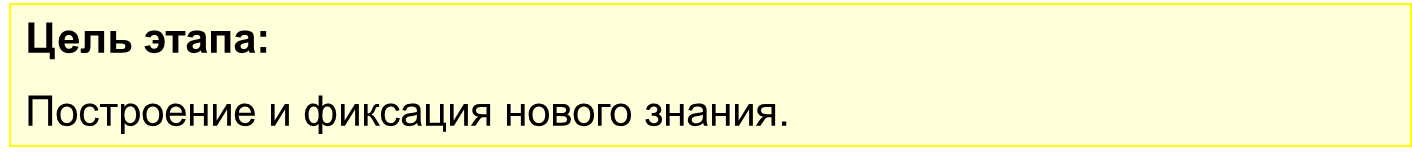 Цель этапа:
Построение и фиксация нового знания.